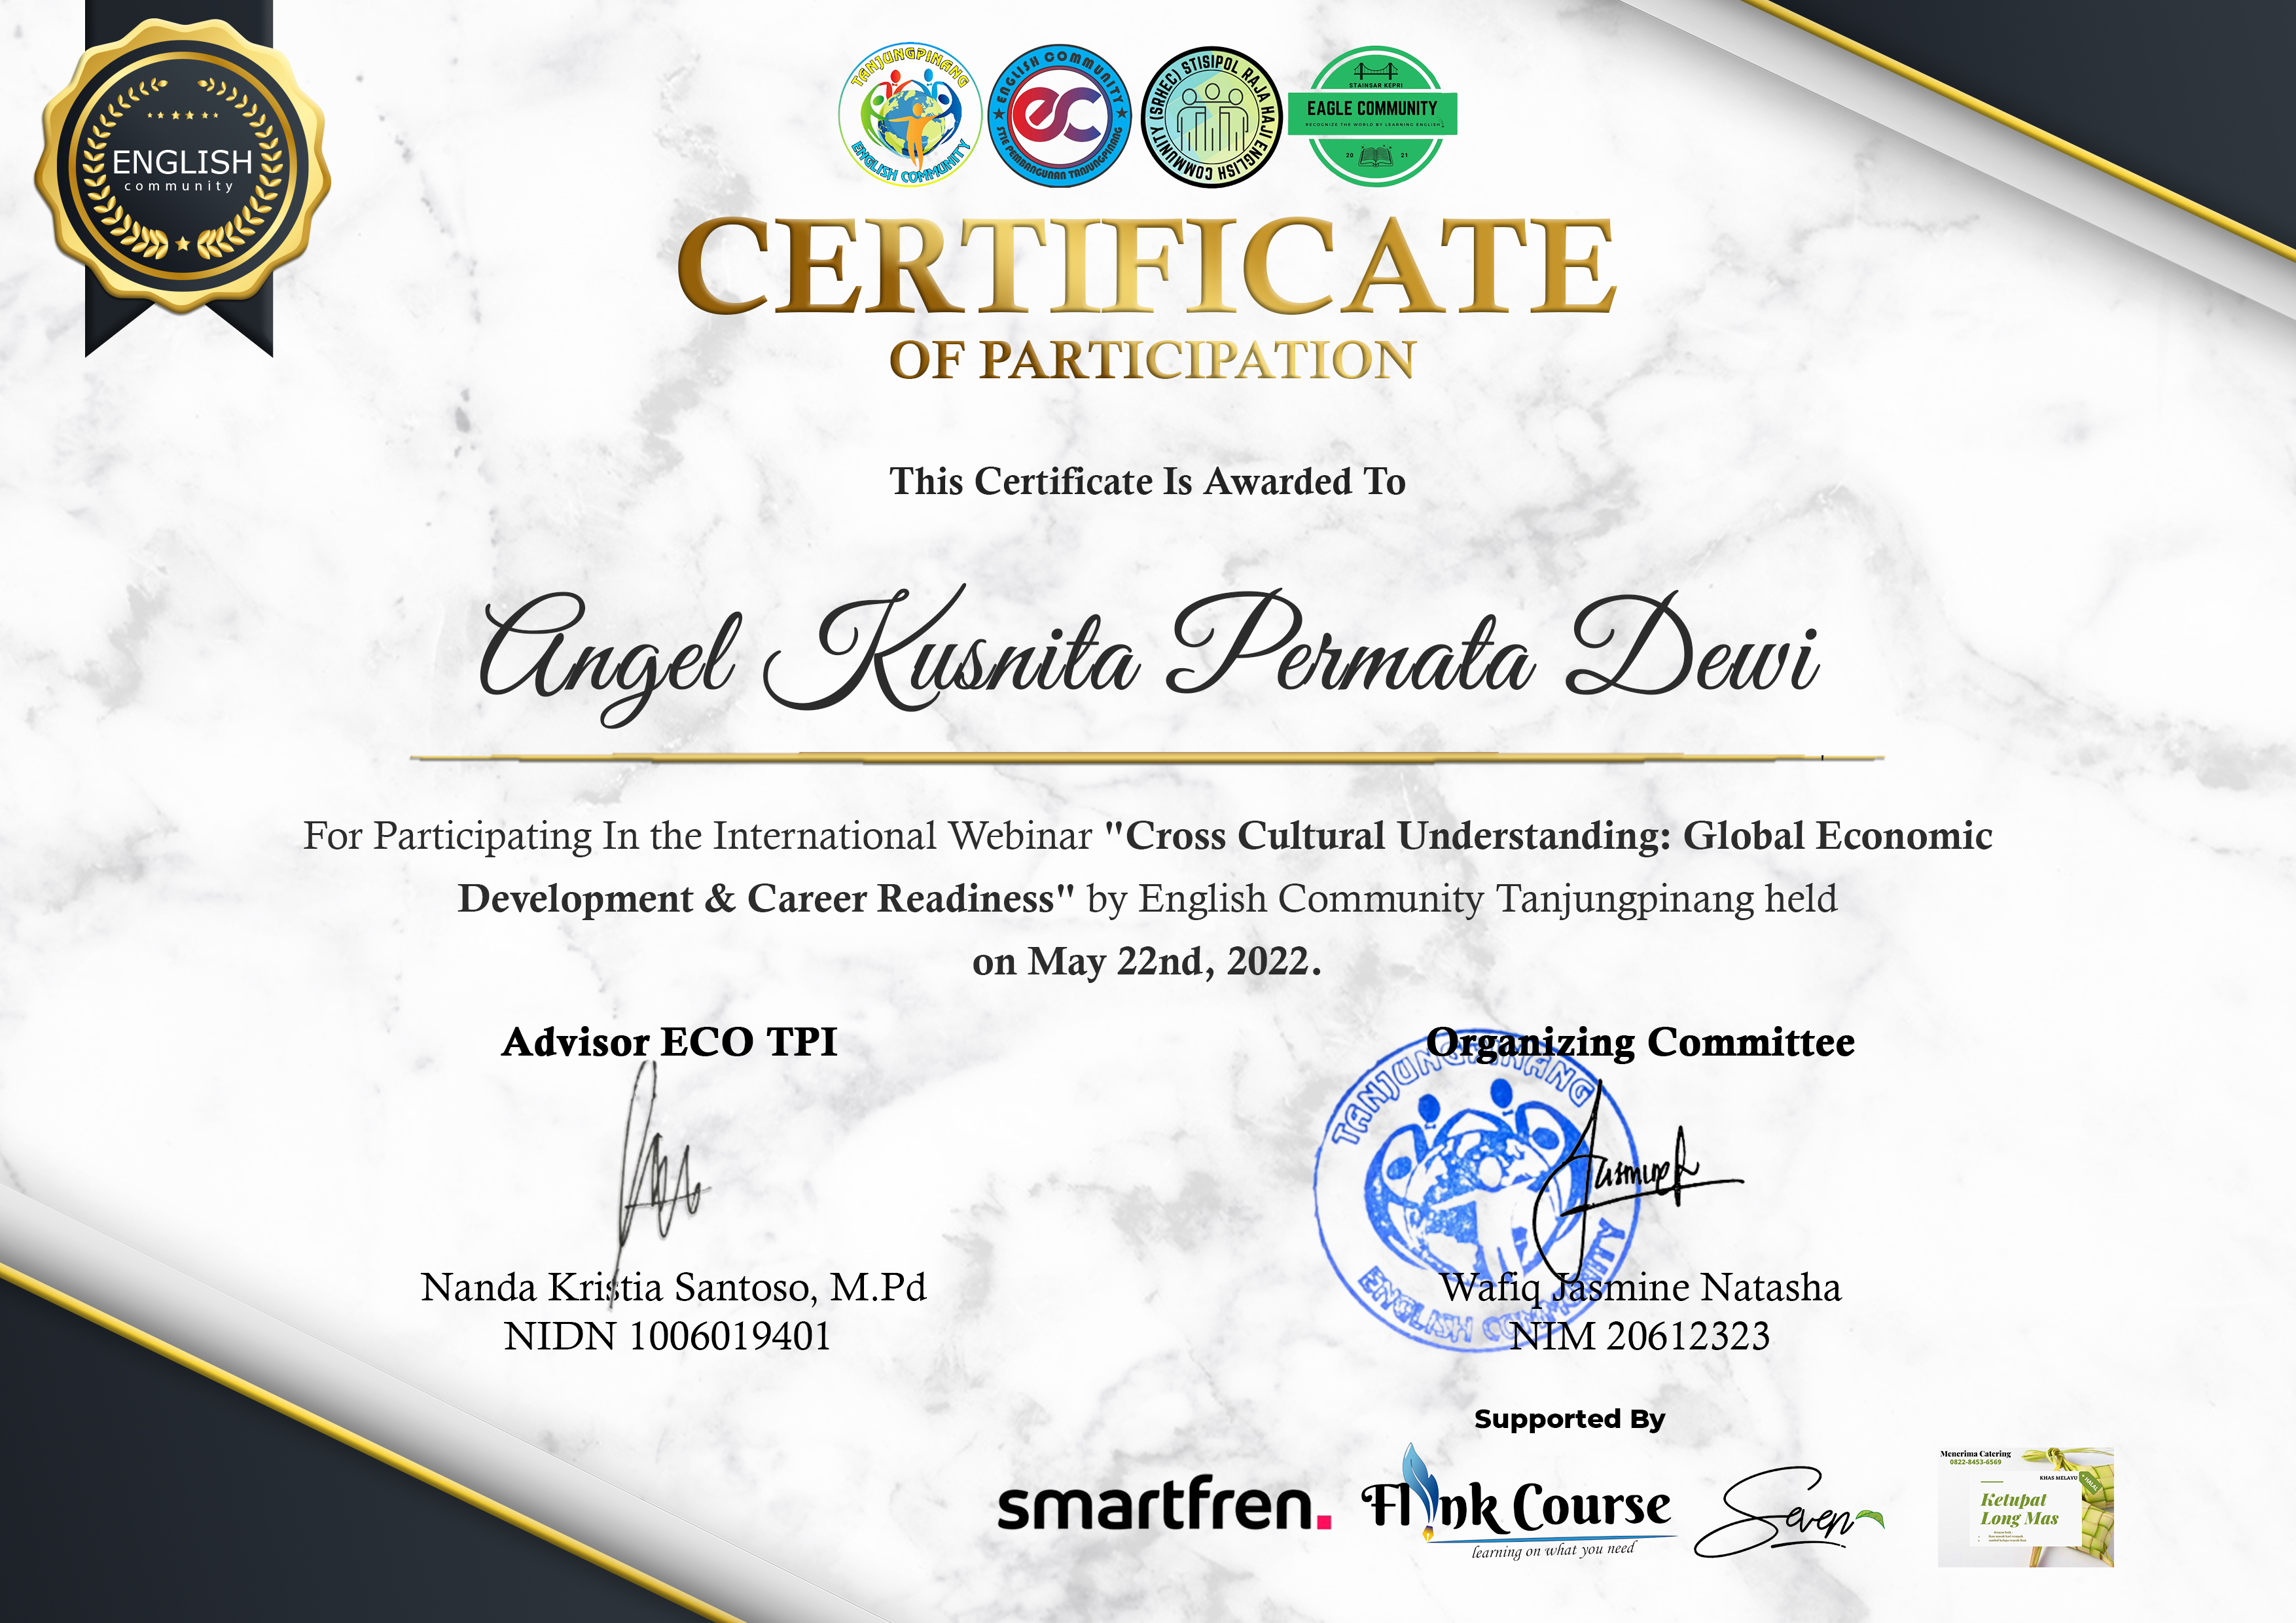 ENGLISH
community
TANJUNGPINANG
ENGLISH COMMUNITY
ENGLISH COMMUNITY
STIE PEMBANGUNAN TANJUNGPINANG
ec
STISIPOL RAJA HAJI ENGLISH COMMUNITY (SRHEC)
STAINSAR KEPRI
EAGLE COMMUNITY
RECOGNIZE THE WORLD BY LEARNING ENGLISH
20 21
CERTIFICATE
OF PARTICIPATION
This Certificate Is Awarded To
Angel Kusnita Permata Dewi
For Participating In the International Webinar "Cross Cultural Understanding: Global Economic
Development & Career Readiness" by English Community Tanjungpinang held
on May 22nd, 2022.
Advisor ECO TPI
Organizing Committee
TANJUNGPINANG
ENGLISH COMMUNITY
Nanda Kristia Santoso, M.Pd
NIDN 1006019401
Wafiq Jasmine Natasha
NIM 20612323
Supported By
smartfren.
Flink Course
learning on what you need
Seven
Menerima Catering
0822-8453-6569
KHAS MELAYU
HALAL
Ketupat
Long Mas